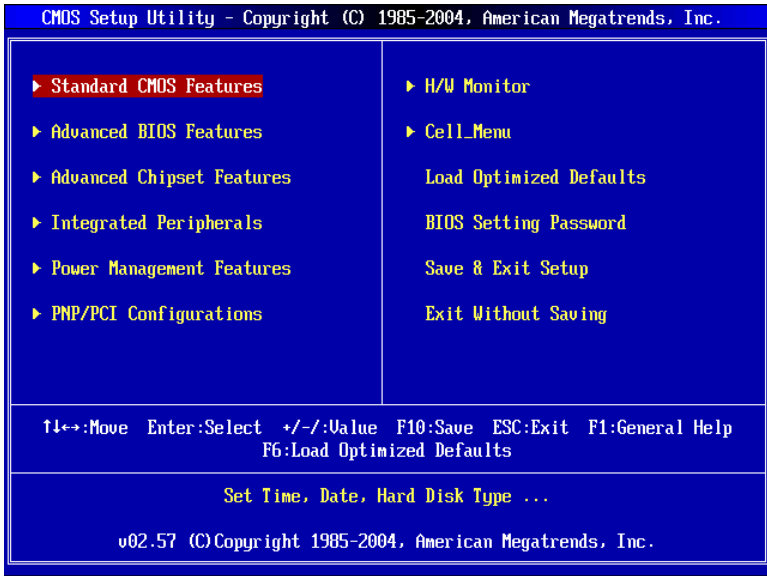 CMOS Setup Utility - Copyright (C) 1985-2004, American Megatrends, Inc.
▶ Standard CMOS Features
▶ Advanced BIOS Features
▶ Advanced Chipset Features
▶ Integrated Peripherals
▶ Power Management Features
▶ PNP/PCI Configurations
▶ H/W Monitor
▶ Cell_Menu
Load Optimized Defaults
BIOS Setting Password
Save & Exit Setup
Exit Without Saving
↑↓↔:Move Enter:Select +/-/:Value F10:Save ESC:Exit F1:General Help
F6:Load Optimized Defaults
Set Time, Date, Hard Disk Type ...
v02.57 (C)Copyright 1985-2004, American Megatrends, Inc.